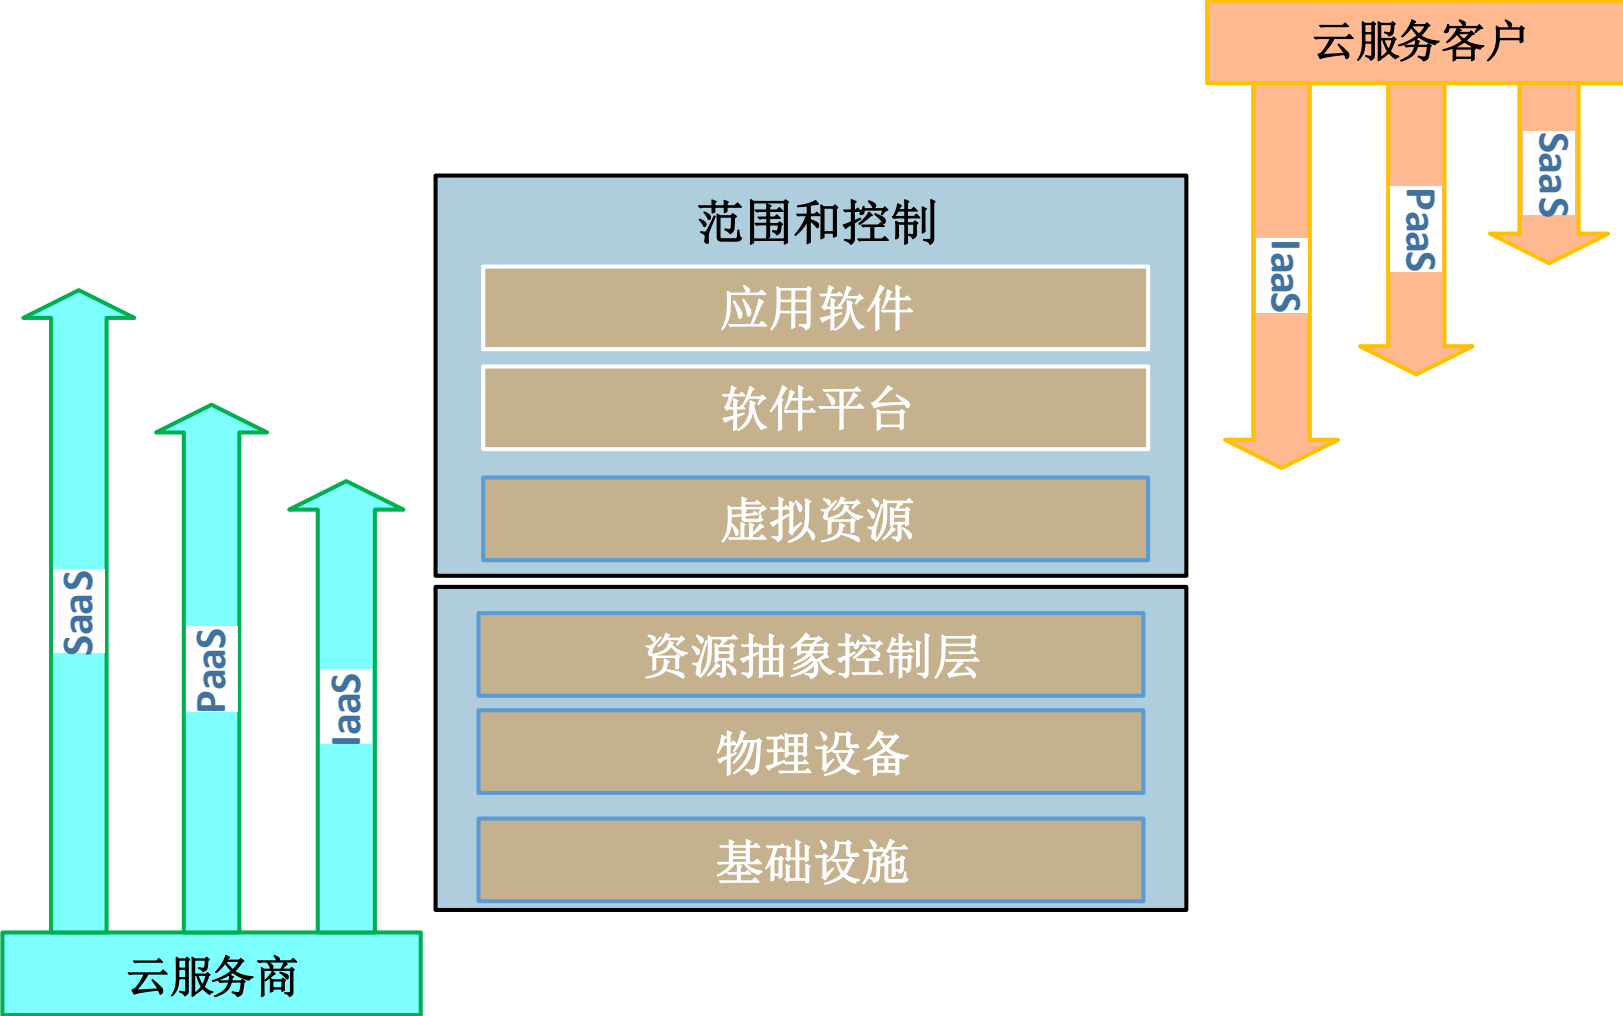 云服务客户
IaaS
PaaS
SaaS
范围和控制
应用软件
软件平台
虚拟资源
资源抽象控制层
物理设备
基础设施
SaaS
PaaS
IaaS
云服务商